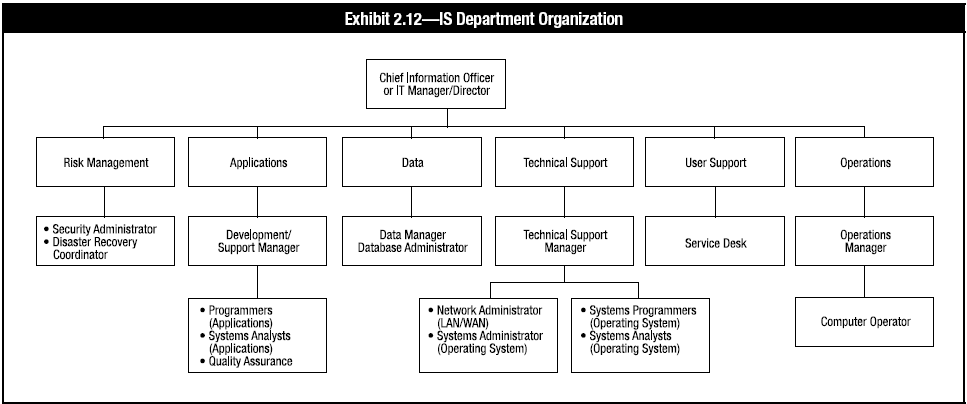 Exhibit 2.12—IS Department Organization
Chief Information Officer
or IT Manager/Director
Risk Management
Applications
Data
Technical Support
User Support
Operations
• Security Administrator
• Disaster Recovery
Coordinator
Development/
Support Manager
Data Manager
Database Administrator
Technical Support
Manager
Service Desk
Operations
Manager
• Programmers
(Applications)
• Systems Analysts
(Applications)
• Quality Assurance
• Network Administrator
(LAN/WAN)
• Systems Administrator
(Operating System)
• Systems Programmers
(Operating System)
• Systems Analysts
(Operating System)
Computer Operator